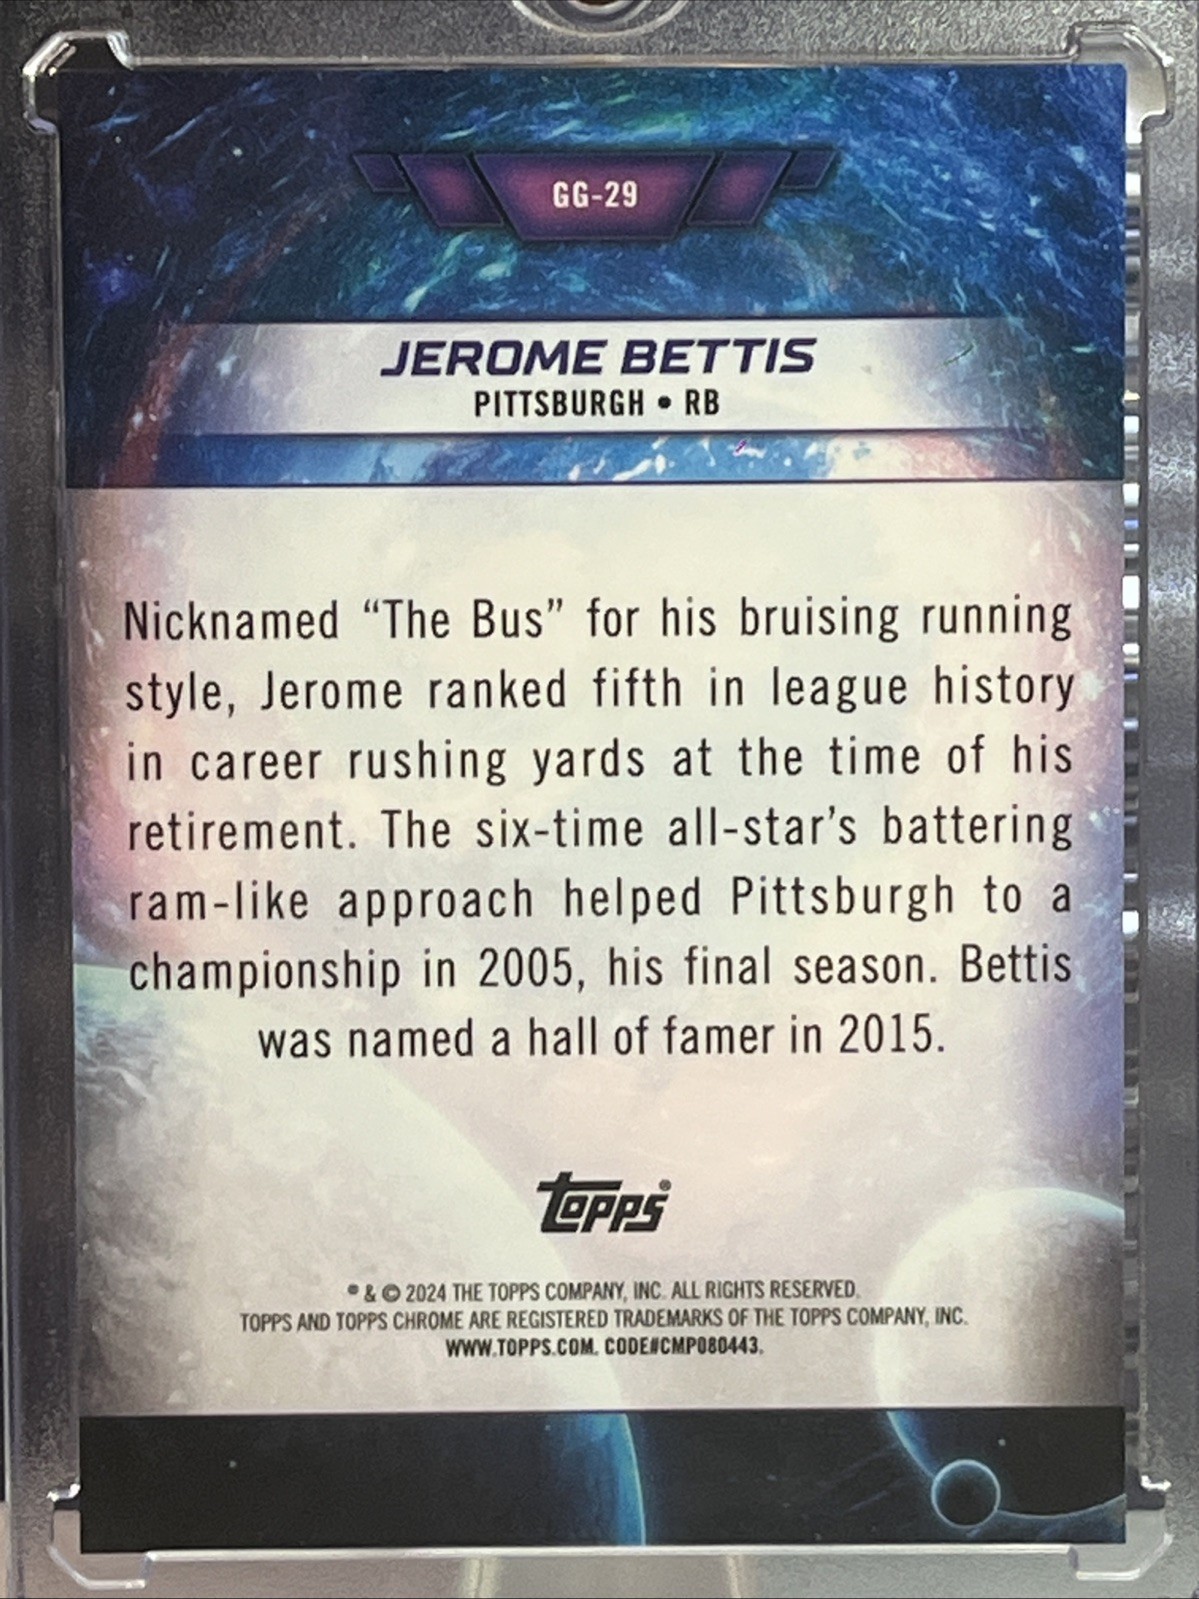 GG-29
JEROME BETTIS
PITTSBURGH • RB
Nicknamed “The Bus” for his bruising running
style, Jerome ranked fifth in league history
in career rushing yards at the time of his
retirement. The six-time all-star’s battering
ram-like approach helped Pittsburgh to a
championship in 2005, his final season. Bettis
was named a hall of famer in 2015.
topps®
® & © 2024 THE TOPPS COMPANY, INC. ALL RIGHTS RESERVED.
TOPPS AND TOPPS CHROME ARE REGISTERED TRADEMARKS OF THE TOPPS COMPANY, INC.
WWW.TOPPS.COM. CODE#CMP080443.